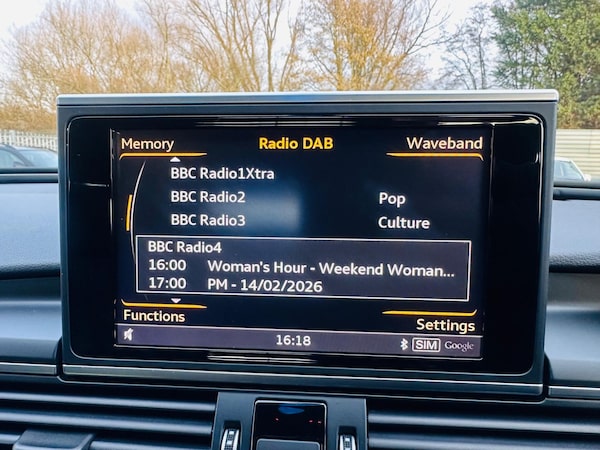 Memory Radio DAB Waveband
BBC Radio1Xtra
BBC Radio2 Pop
BBC Radio3 Culture
BBC Radio4
16:00 Woman's Hour - Weekend Woman...
17:00 PM - 14/02/2026
Functions Settings
16:18 SIM Google